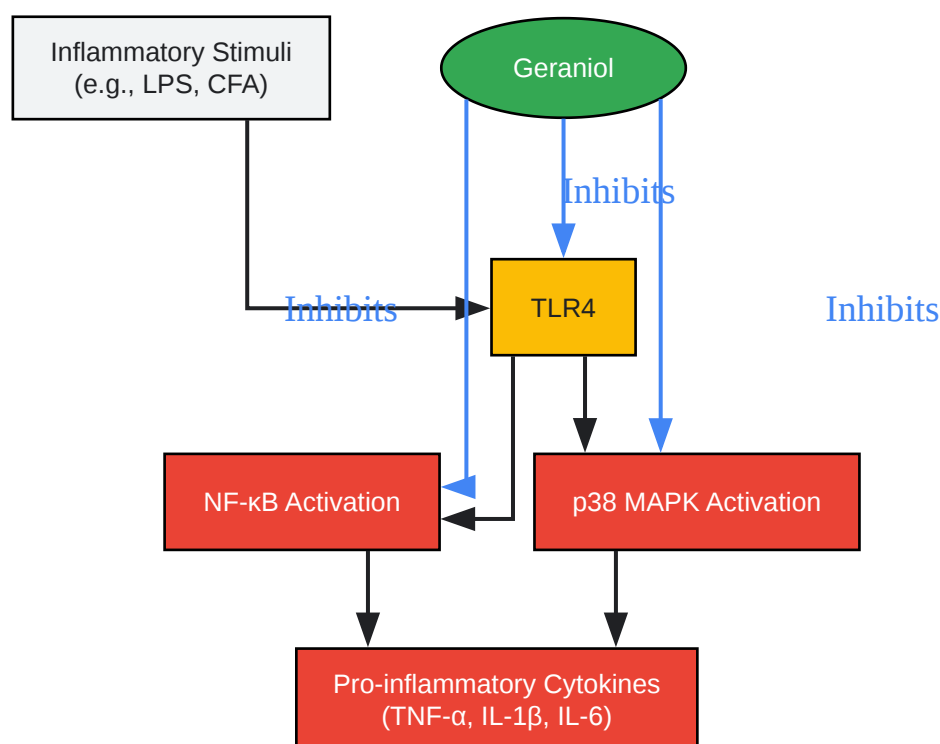 Inflammatory Stimuli
(e.g., LPS, CFA)
Geraniol
Inhibits
TLR4
Inhibits
Inhibits
NF-κB Activation
p38 MAPK Activation
Pro-inflammatory Cytokines
(TNF-α, IL-1β, IL-6)